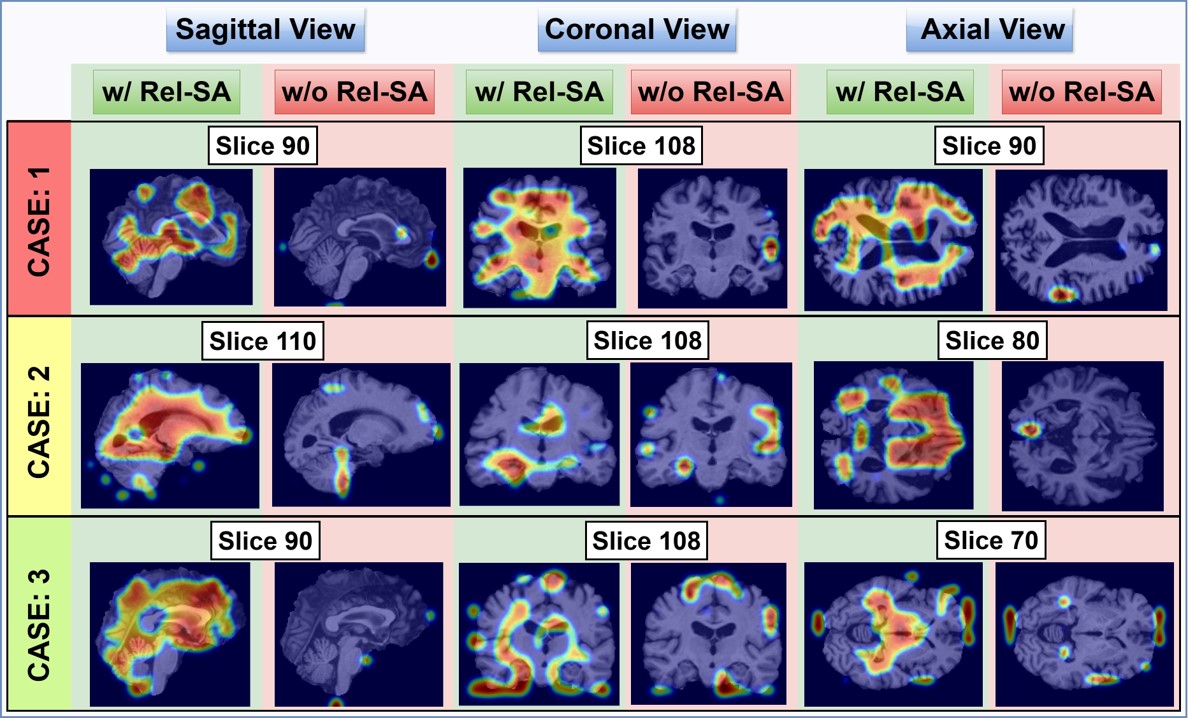 Sagittal View Coronal View Axial View
w/ Rel-SA w/o Rel-SA w/ Rel-SA w/o Rel-SA w/ Rel-SA w/o Rel-SA
CASE: 1
Slice 90 Slice 108 Slice 90
CASE: 2
Slice 110 Slice 108 Slice 80
CASE: 3
Slice 90 Slice 108 Slice 70